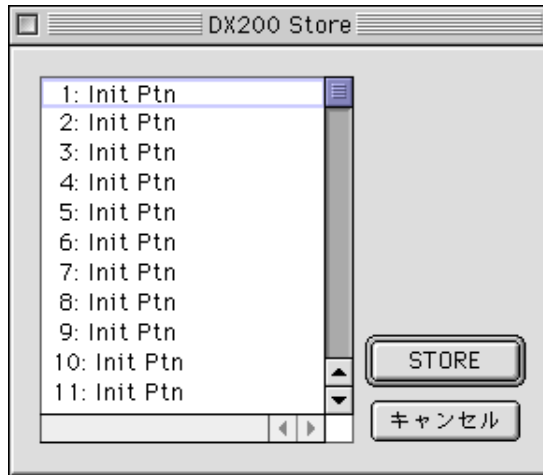 DX200 Store
1: Init Ptn
2: Init Ptn
3: Init Ptn
4: Init Ptn
5: Init Ptn
6: Init Ptn
7: Init Ptn
8: Init Ptn
9: Init Ptn
10: Init Ptn
11: Init Ptn
STORE
キャンセル